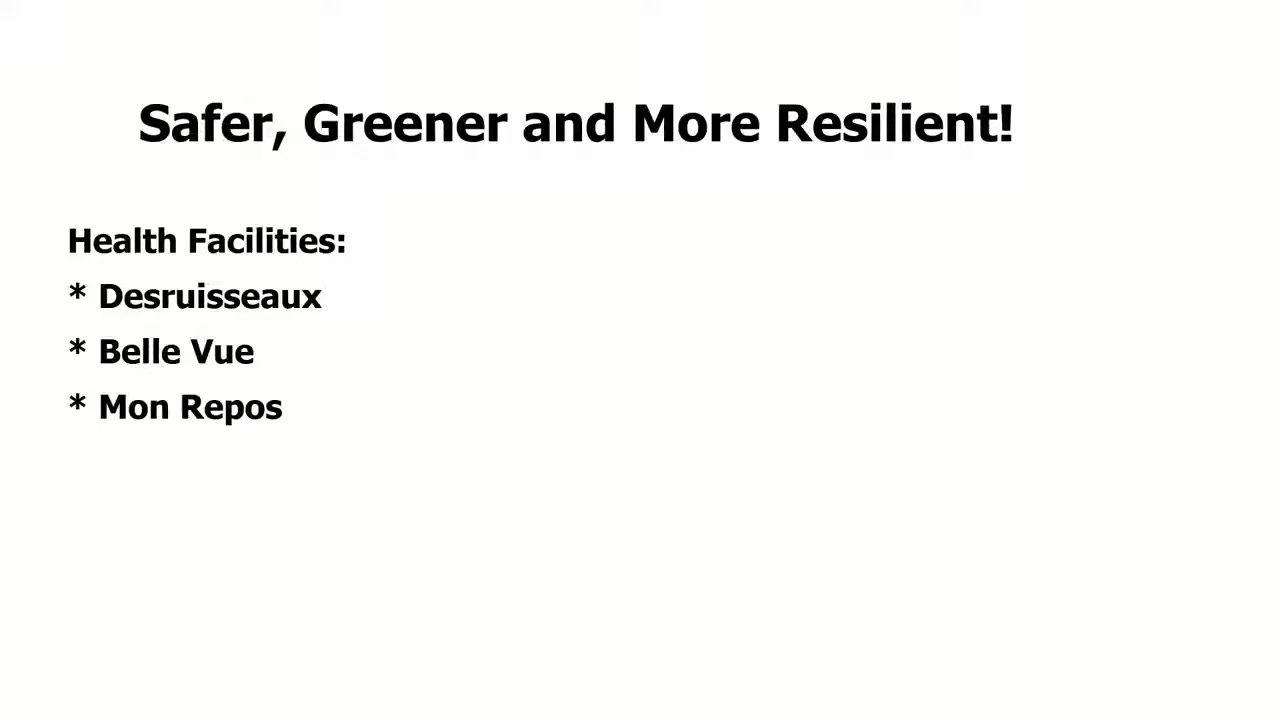 Safer, Greener and More Resilient!
Health Facilities:
* Desruisseaux
* Belle Vue
* Mon Repos